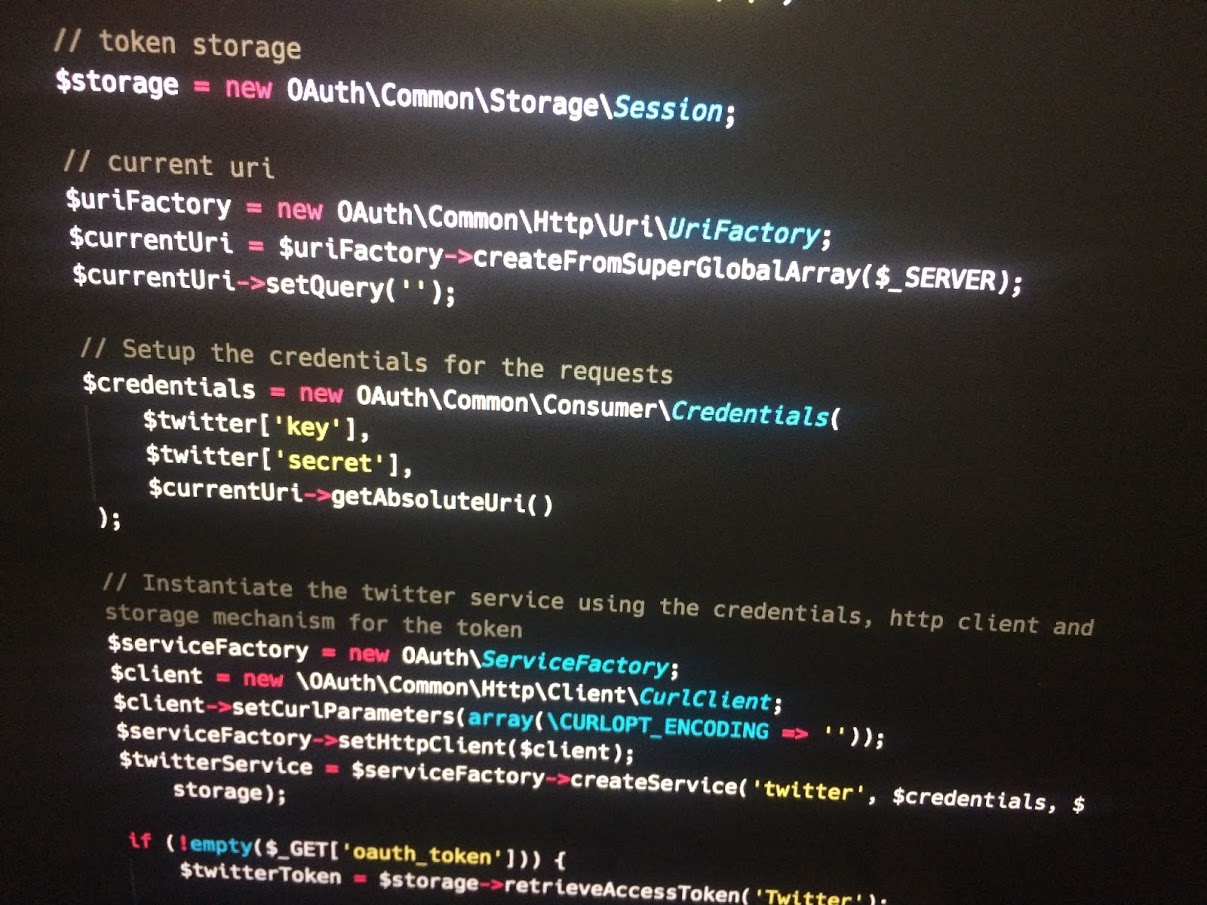 // token storage
$storage = new OAuth\Common\Storage\Session;
// current uri
$uriFactory = new OAuth\Common\Http\Uri\UriFactory;
$currentUri = $uriFactory->createFromSuperGlobalArray($_SERVER);
$currentUri->setQuery('');
// Setup the credentials for the requests
$credentials = new OAuth\Common\Consumer\Credentials(
$twitter['key'],
$twitter['secret'],
$currentUri->getAbsoluteUri()
);
// Instantiate the twitter service using the credentials, http client and
storage mechanism for the token
$serviceFactory = new OAuth\ServiceFactory;
$client = new \OAuth\Common\Http\Client\CurlClient;
$client->setCurlParameters(array(\CURLOPT_ENCODING => ''));
$serviceFactory->setHttpClient($client);
$twitterService = $serviceFactory->createService('twitter', $credentials, $
storage);
if (!empty($_GET['oauth_token'])) {
$twitterToken = $storage->retrieveAccessToken('Twitter');